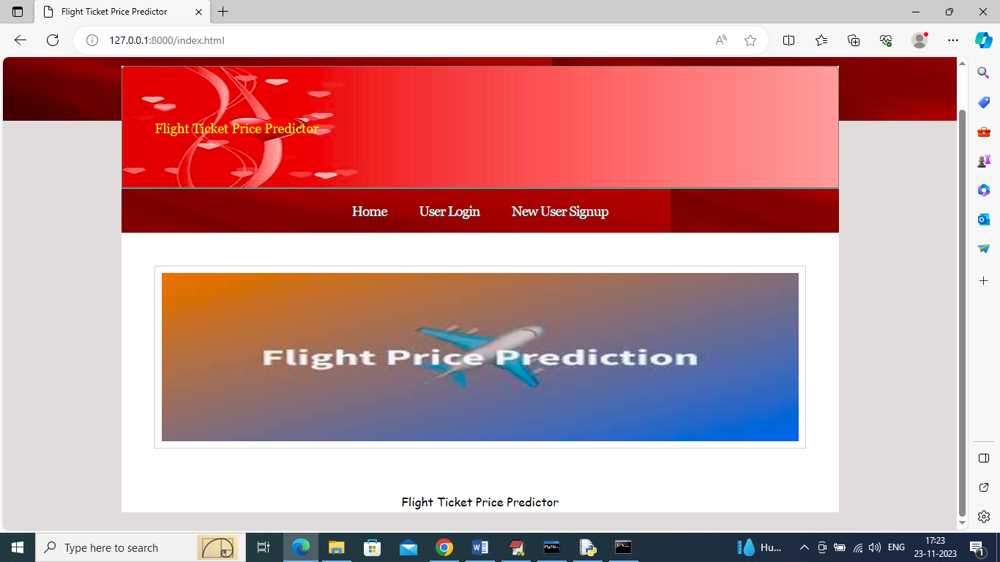 Flight Ticket Price Predictor
127.0.0.1:8000/index.html
Flight Ticket Price Predictor
Home User Login New User Signup
Flight Price Prediction
Flight Ticket Price Predictor
Type here to search
Hu...
ENG
17:23
23-11-2023
1